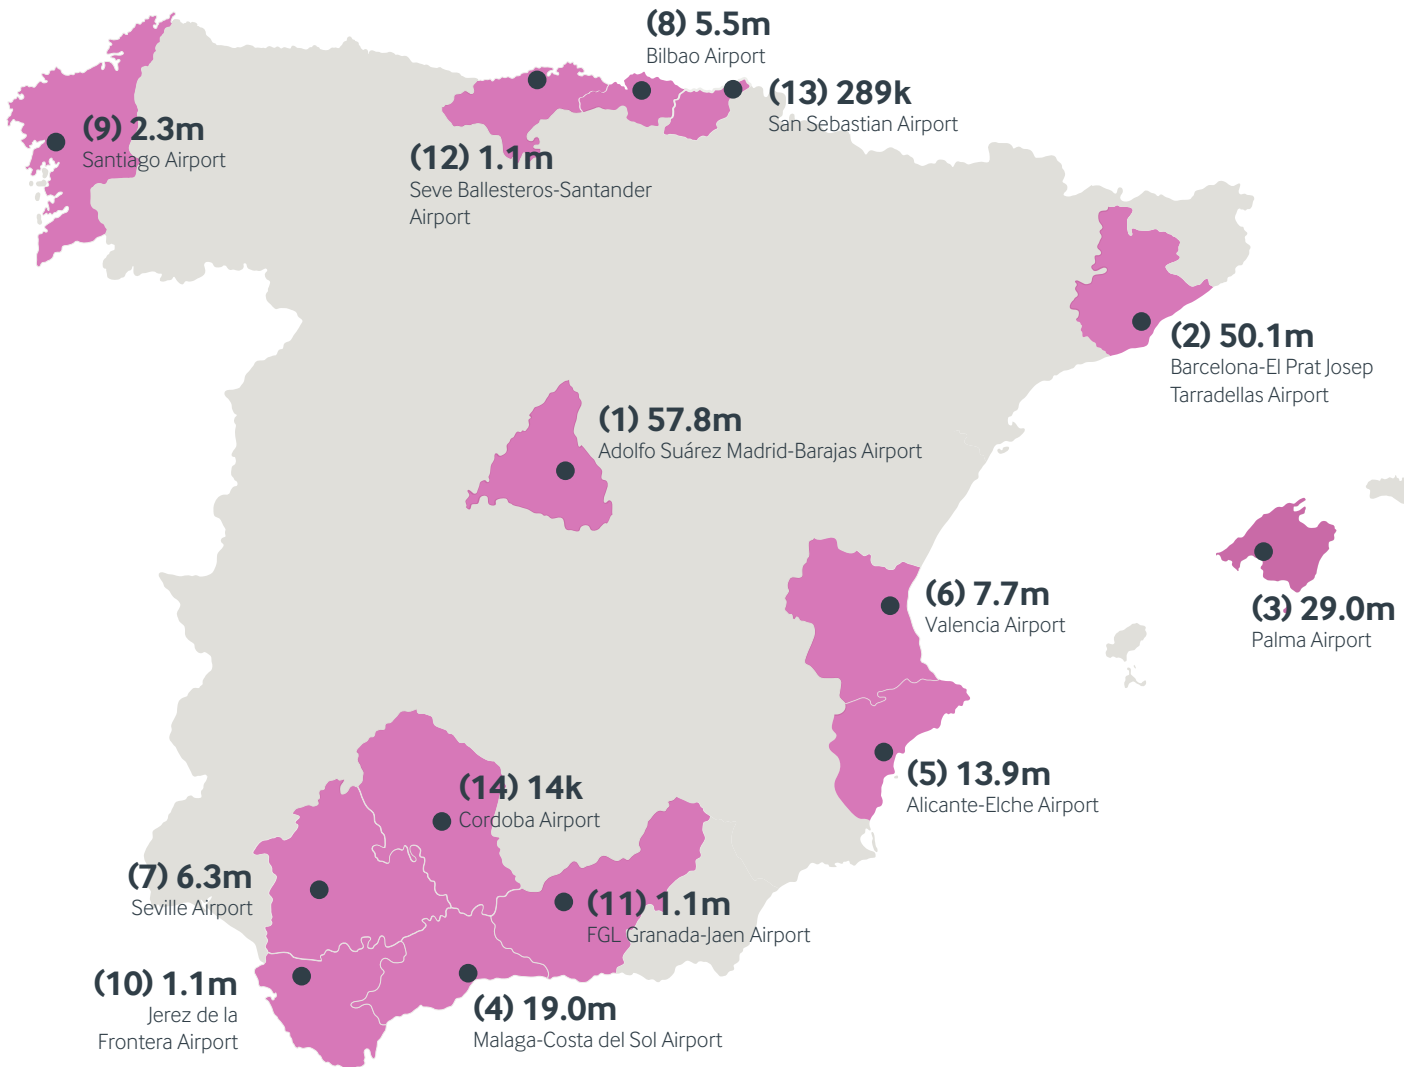 (8) 5.5m
Bilbao Airport
(13) 289k
San Sebastian Airport
(9) 2.3m
Santiago Airport
(12) 1.1m
Seve Ballesteros-Santander
Airport
(2) 50.1m
Barcelona-El Prat Josep
Tarradellas Airport
(1) 57.8m
Adolfo Suárez Madrid-Barajas Airport
(6) 7.7m
Valencia Airport
(3) 29.0m
Palma Airport
(5) 13.9m
Alicante-Elche Airport
(14) 14k
Cordoba Airport
(7) 6.3m
Seville Airport
(11) 1.1m
FGL Granada-Jaen Airport
(10) 1.1m
Jerez de la
Frontera Airport
(4) 19.0m
Malaga-Costa del Sol Airport